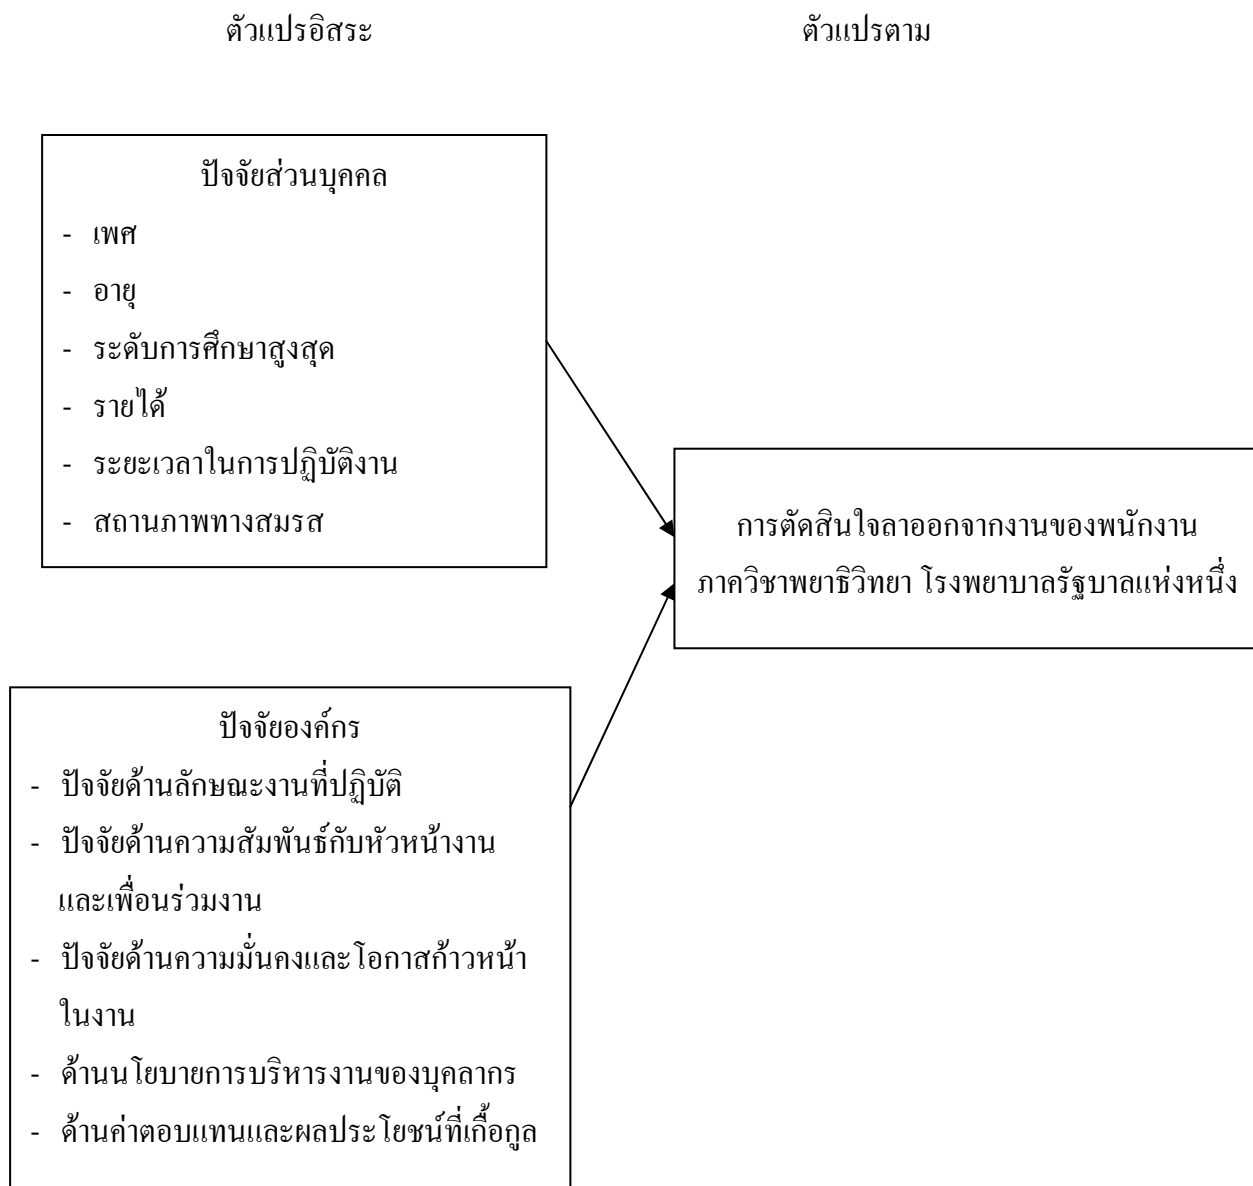 ตัวแปรอิสระ
ตัวแปรตาม
ปัจจัยส่วนบุคคล
- เพศ
- อายุ
- ระดับการศึกษาสูงสุด
- รายได้
- ระยะเวลาในการปฏิบัติงาน
- สถานภาพทางสมรส
การตัดสินใจลาออกจากงานของพนักงาน
ภาควิชาพยาธิวิทยา โรงพยาบาลรัฐบาลแห่งหนึ่ง
ปัจจัยองค์กร
- ปัจจัยด้านลักษณะงานที่ปฏิบัติ
- ปัจจัยด้านความสัมพันธ์กับหัวหน้างาน
และเพื่อนร่วมงาน
- ปัจจัยด้านความมั่นคงและโอกาสก้าวหน้า
ในงาน
- ด้านนโยบายการบริหารงานของบุคลากร
- ด้านค่าตอบแทนและผลประโยชน์ที่เกื้อกูล